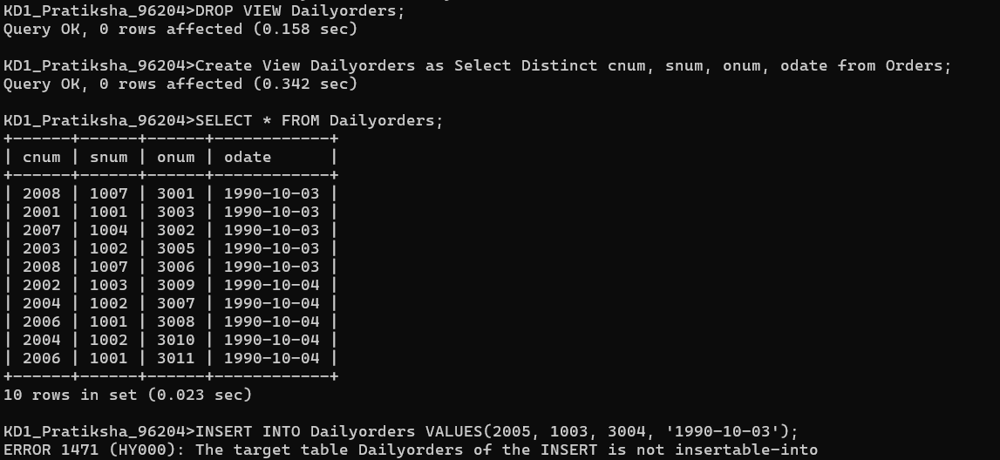 KD1_Pratiksha_96204>DROP VIEW Dailyorders;
Query OK, 0 rows affected (0.158 sec)
KD1_Pratiksha_96204>Create View Dailyorders as Select Distinct cnum, snum, onum, odate from Orders;
Query OK, 0 rows affected (0.342 sec)
KD1_Pratiksha_96204>SELECT * FROM Dailyorders;
+------+------+------+------------+
| cnum | snum | onum | odate      |
+------+------+------+------------+
| 2008 | 1007 | 3001 | 1990-10-03 |
| 2001 | 1001 | 3003 | 1990-10-03 |
| 2007 | 1004 | 3002 | 1990-10-03 |
| 2003 | 1002 | 3005 | 1990-10-03 |
| 2008 | 1007 | 3006 | 1990-10-03 |
| 2002 | 1003 | 3009 | 1990-10-04 |
| 2004 | 1002 | 3007 | 1990-10-04 |
| 2006 | 1001 | 3008 | 1990-10-04 |
| 2004 | 1002 | 3010 | 1990-10-04 |
| 2006 | 1001 | 3011 | 1990-10-04 |
+------+------+------+------------+
10 rows in set (0.023 sec)
KD1_Pratiksha_96204>INSERT INTO Dailyorders VALUES(2005, 1003, 3004, '1990-10-03');
ERROR 1471 (HY000): The target table Dailyorders of the INSERT is not insertable-into